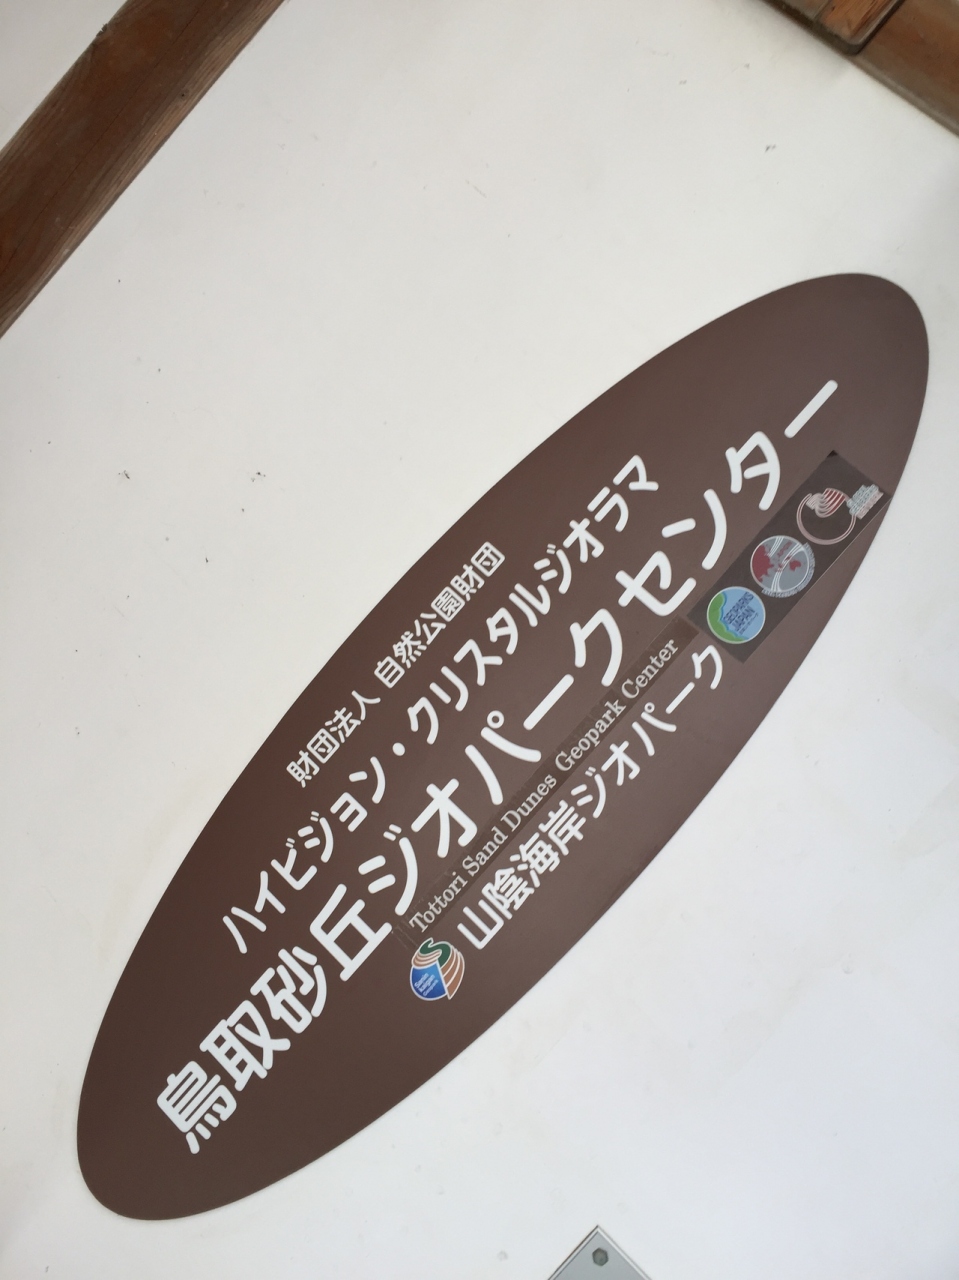 財団法人 自然公園財団
ハイビジョン・クリスタルジオラマ
鳥取砂丘ジオパークセンター
Tottori Sand Dunes Geopark Center
山陰海岸ジオパーク
GEOPARKS
JAPAN